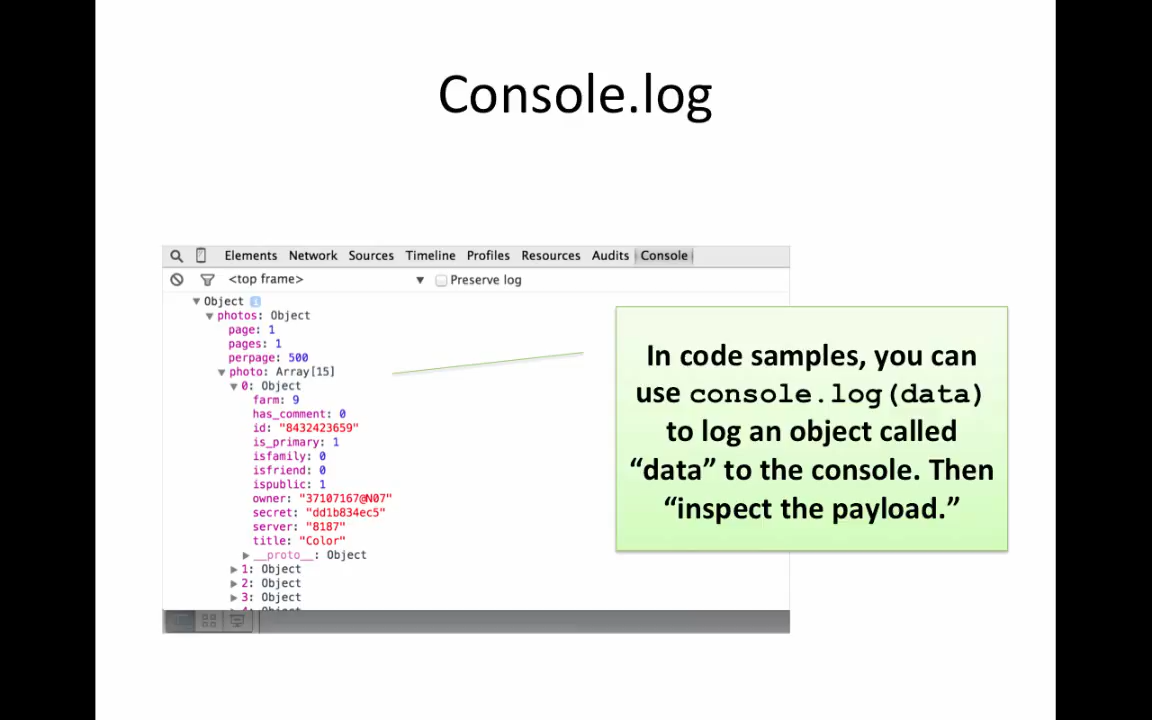 Console.log
Elements Network Sources Timeline Profiles Resources Audits Console
<top frame> Preserve log
Object
photos: Object
page: 1
pages: 1
perpage: 500
photo: Array[15]
0: Object
farm: 9
has_comment: 0
id: "8432423659"
is_primary: 1
isfamily: 0
isfriend: 0
ispublic: 1
owner: "37107167@N07"
secret: "dd1b834ec5"
server: "8187"
title: "Color"
__proto__: Object
1: Object
2: Object
3: Object
In code samples, you can
use console.log(data)
to log an object called
“data” to the console. Then
“inspect the payload.”